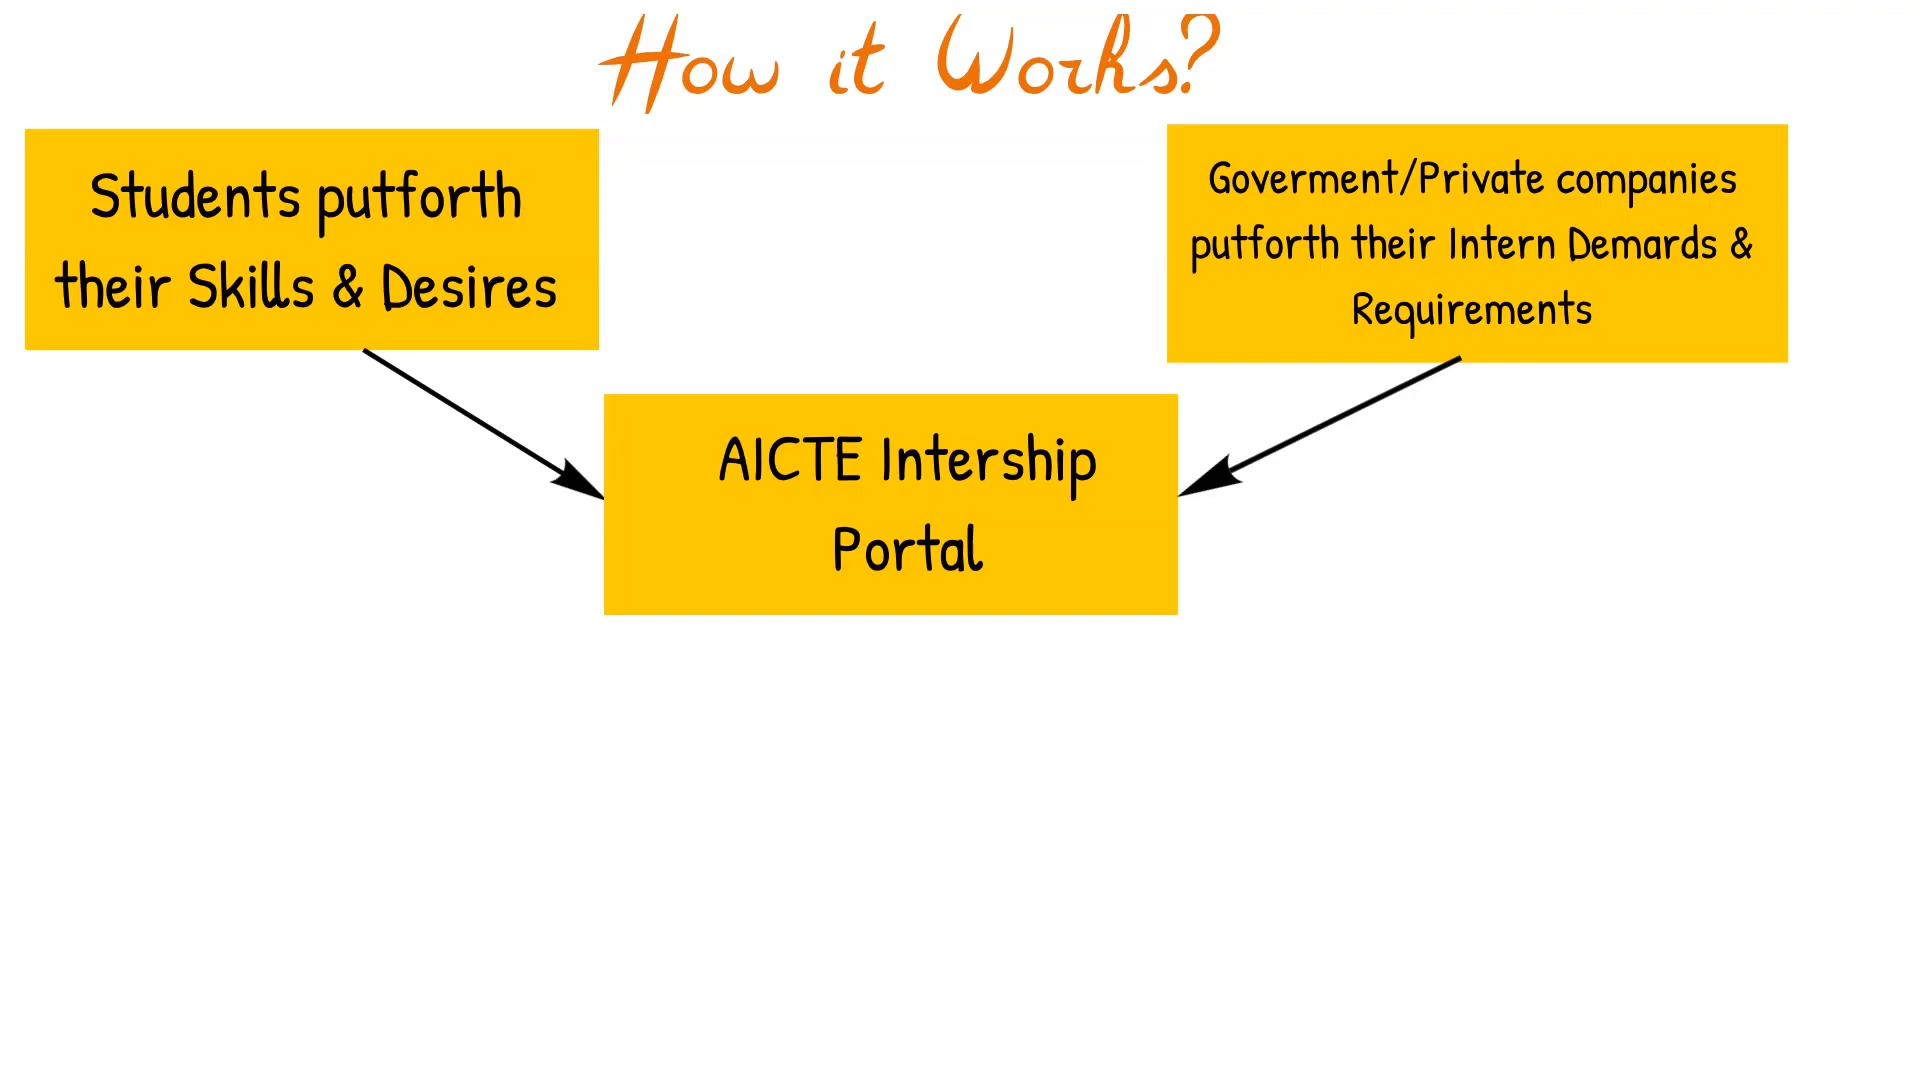 How it Works?
Students putforth
their Skills & Desires
Goverment/Private companies
putforth their Intern Demards &
Requirements
AICTE Intership
Portal